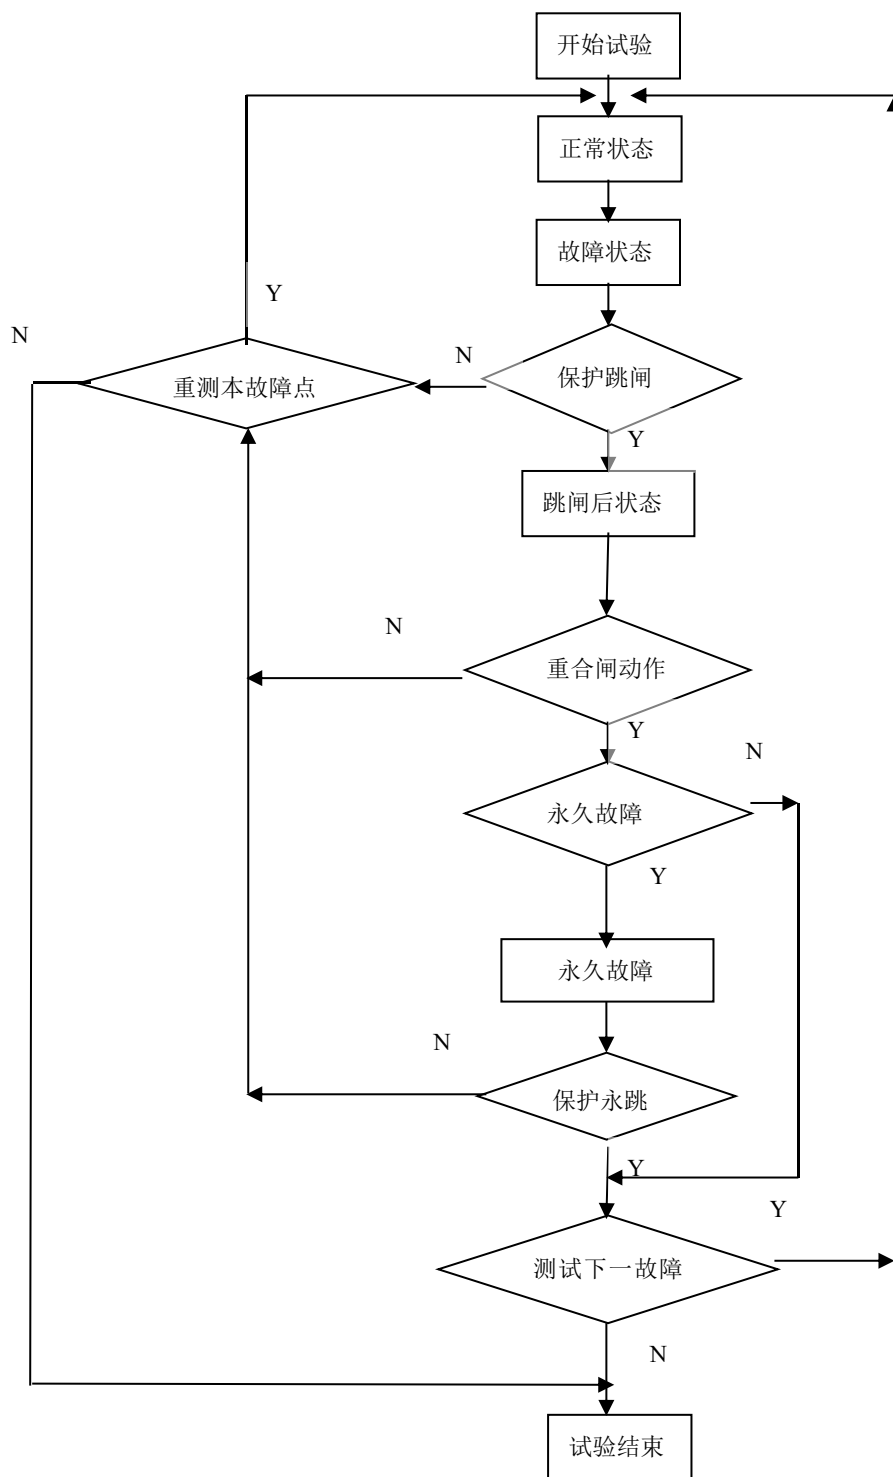 开始试验
正常状态
故障状态
Y
N
N
保护跳闸
重测本故障点
Y
跳闸后状态
N
重合闸动作
Y
N
永久故障
Y
永久故障
N
保护永跳
Y
Y
测试下一故障
N
试验结束